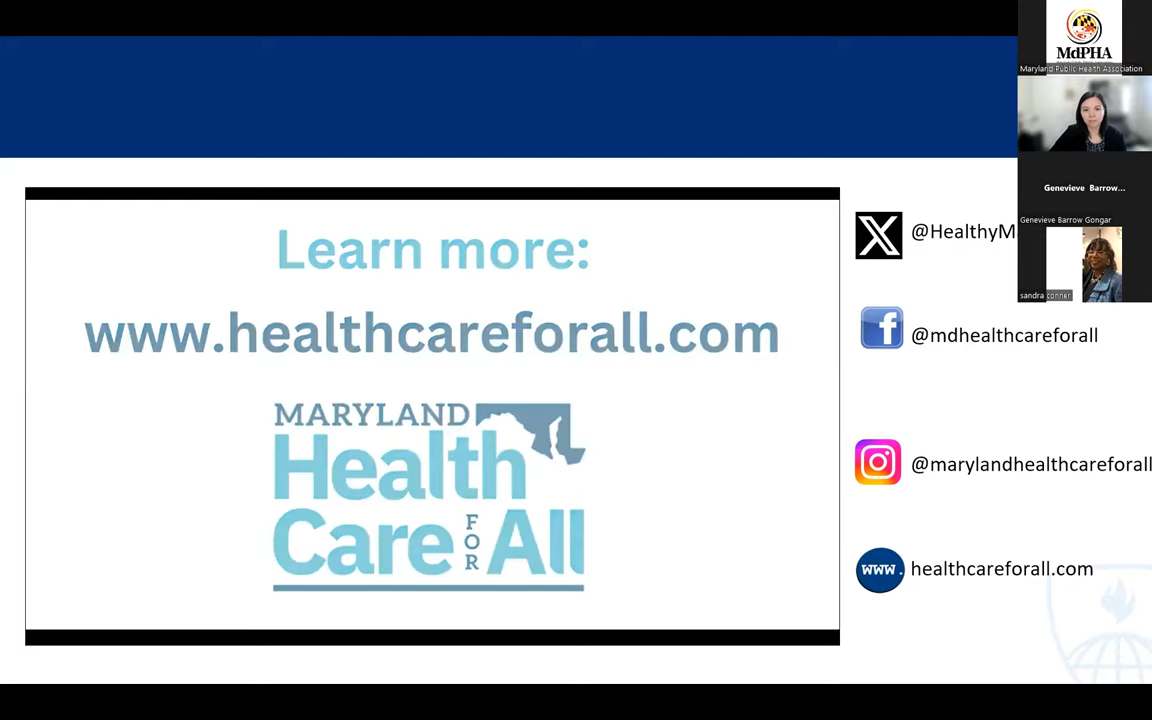 Learn more:
www.healthcareforall.com
MARYLAND
Health
Care FOR All
@HealthyM
@mdhealthcareforall
@marylandhealthcareforall
www.
healthcareforall.com
MdPHA
Maryland Public Health Association
Genevieve Barrow...
Genevieve Barrow Gongar
sandra conner